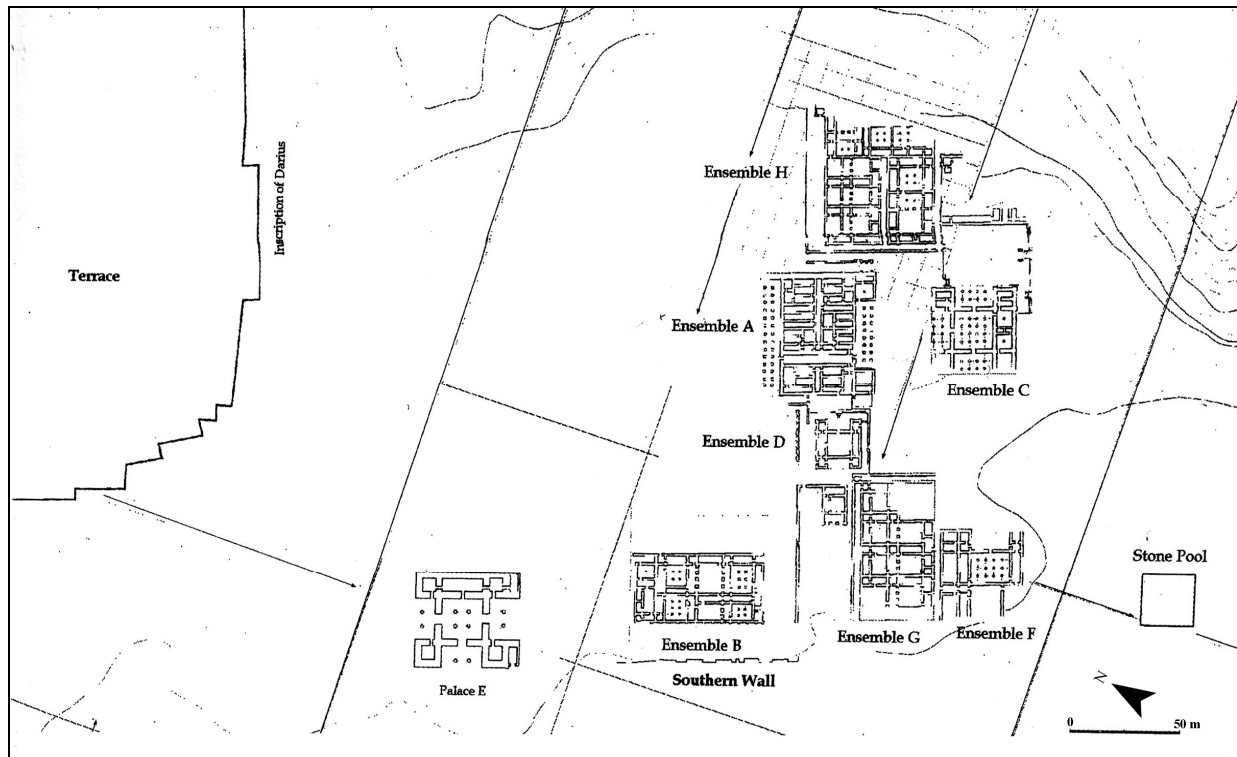 Inscription of Darius
Terrace
Ensemble H
Ensemble A
Ensemble C
Ensemble D
Stone Pool
Ensemble B
Ensemble G
Ensemble F
Southern Wall
Palace E
N
0 50 m